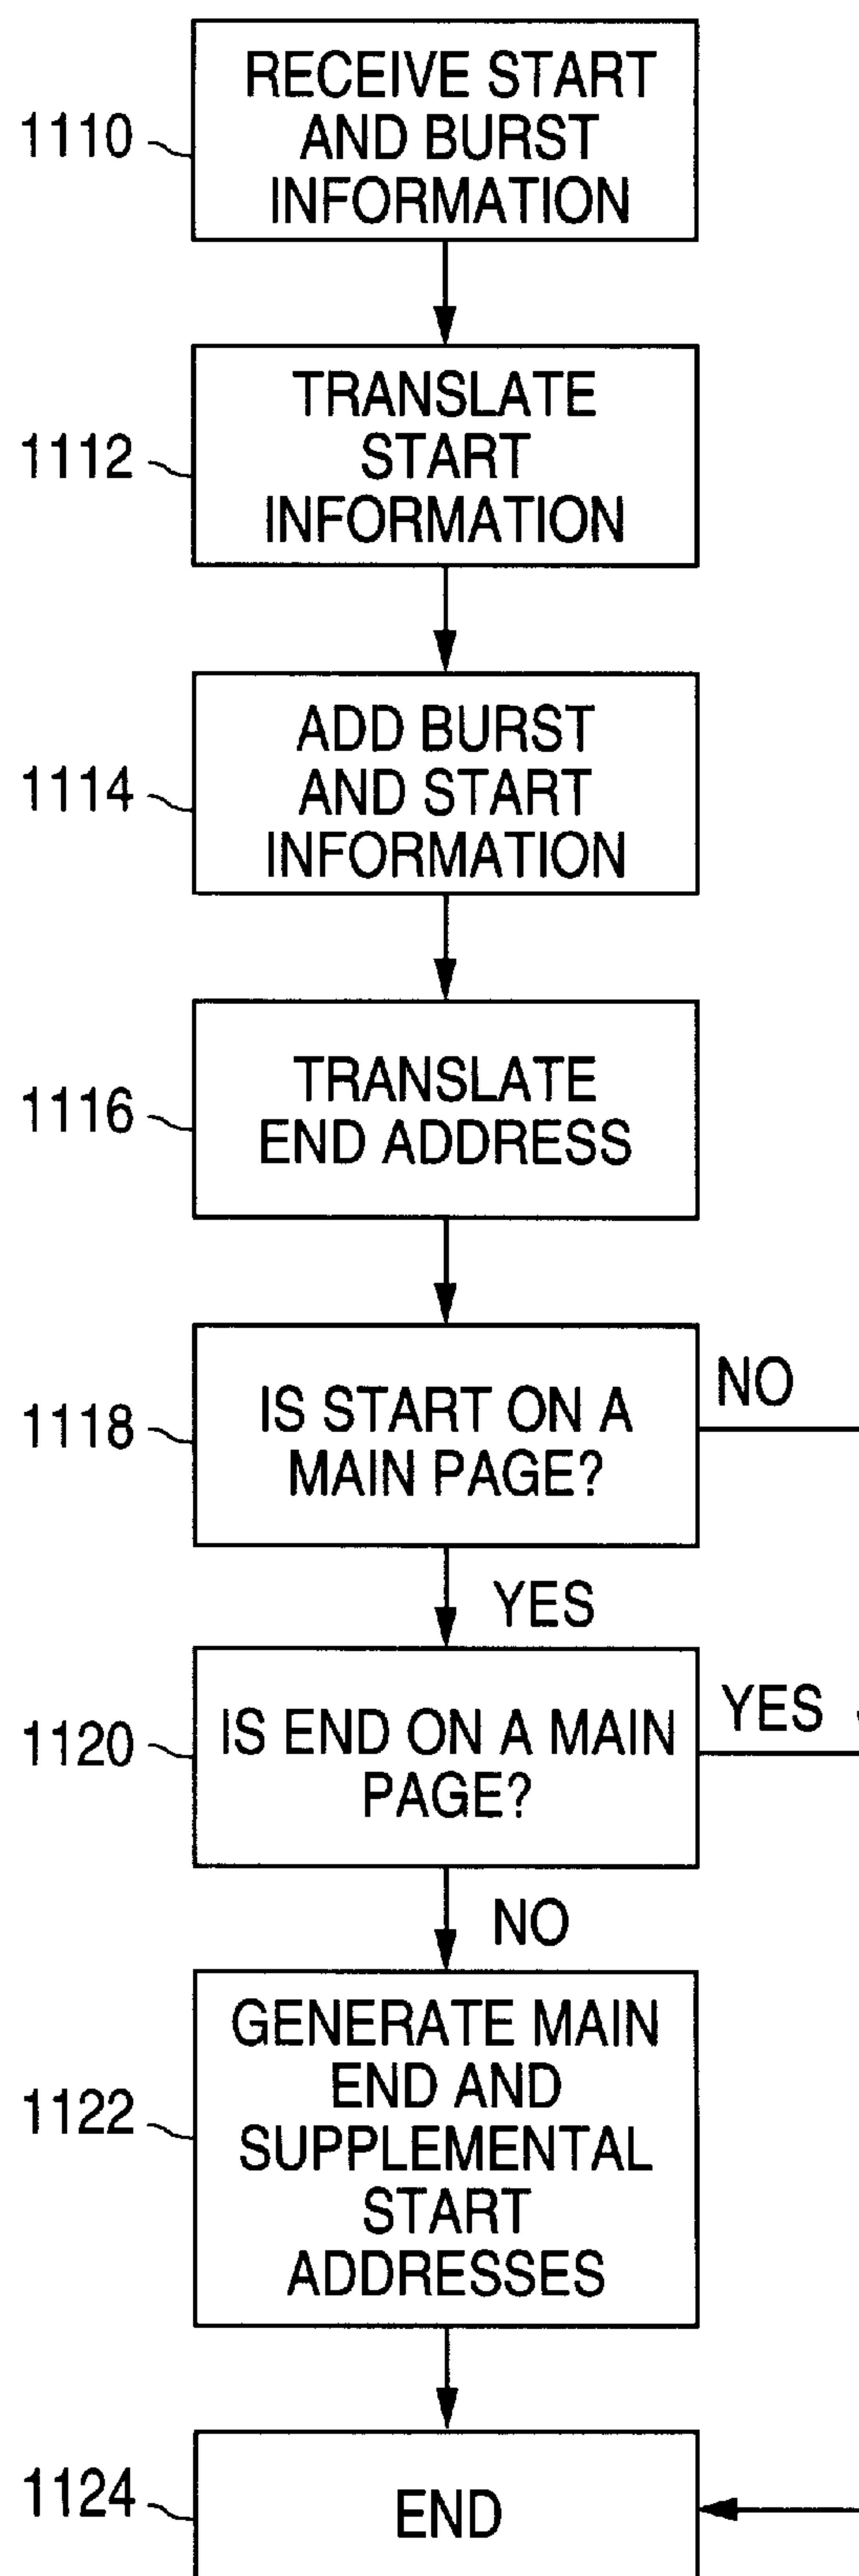 RECEIVE START
AND BURST
INFORMATION
1110
TRANSLATE
START
INFORMATION
1112
ADD BURST
AND START
INFORMATION
1114
TRANSLATE
END ADDRESS
1116
IS START ON A
MAIN PAGE?
1118
NO
YES
IS END ON A MAIN
PAGE?
1120
YES
NO
GENERATE MAIN
END AND
SUPPLEMENTAL
START
ADDRESSES
1122
END
1124